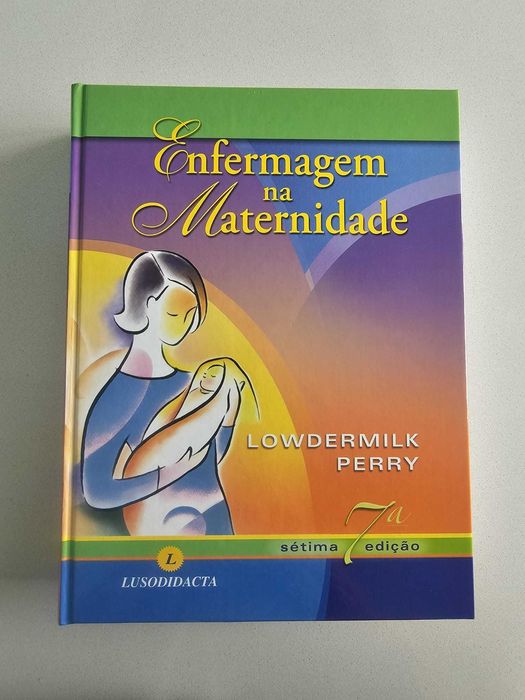 Enfermagem
na
Maternidade
LOWDERMILK
PERRY
sétima 7ª edição
L
LUSODIDACTA